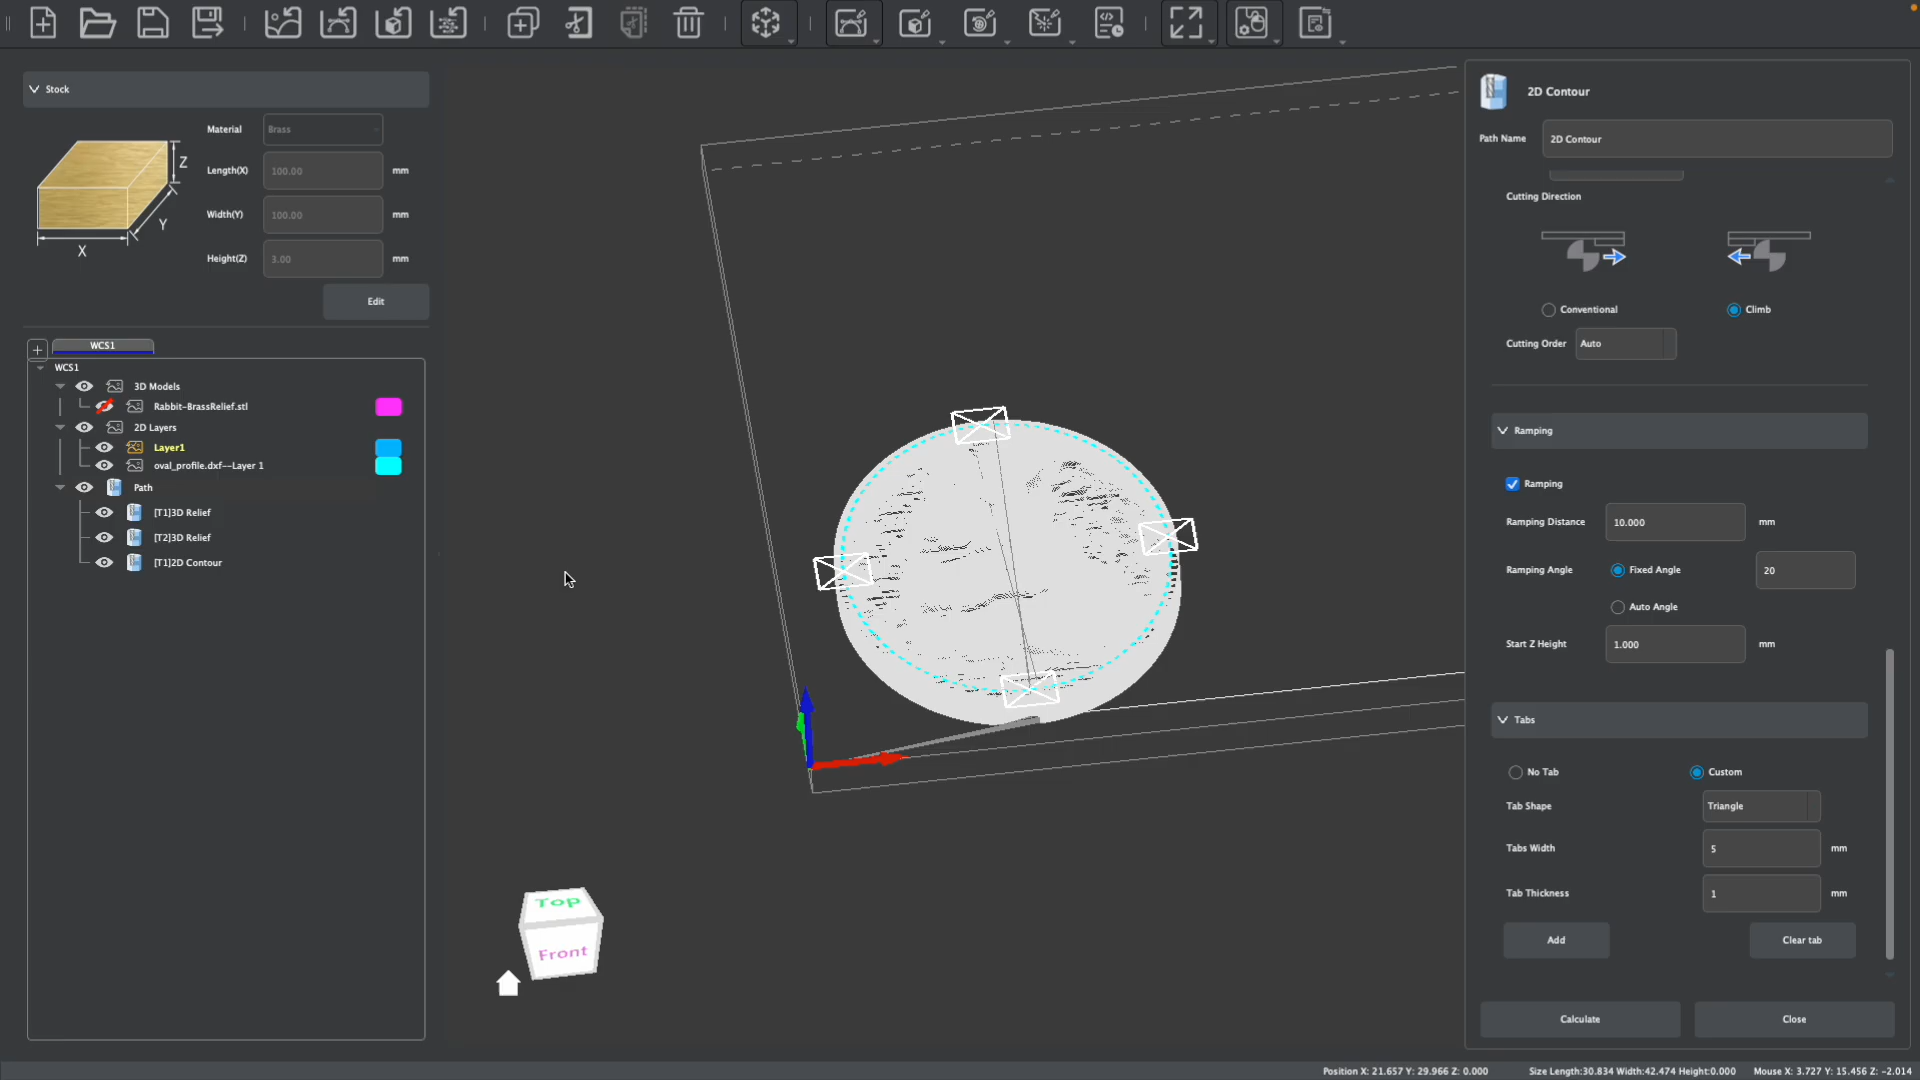 Stock
Material Brass
Length(X) 100.00 mm
Width(Y) 100.00 mm
Height(Z) 3.00 mm
Z
Y
X
Edit
WCS1
WCS1
3D Models
Rabbit-BrassRelief.stl
2D Layers
Layer1
oval_profile.dxf--Layer 1
Path
[T1]3D Relief
[T2]3D Relief
[T1]2D Contour
Top
Front
2D Contour
Path Name 2D Contour
Cutting Direction
Conventional Climb
Cutting Order Auto
Ramping
Ramping
Ramping Distance 10.000 mm
Ramping Angle Fixed Angle 20
Auto Angle
Start Z Height 1.000 mm
Tabs
No Tab Custom
Tab Shape Triangle
Tabs Width 5 mm
Tab Thickness 1 mm
Add Clear tab
Calculate Close
Position X: 21.657 Y: 29.966 Z: 0.000 Size Length:30.834 Width:42.474 Height:0.000 Mouse X: 3.727 Y: 15.456 Z: -2.014